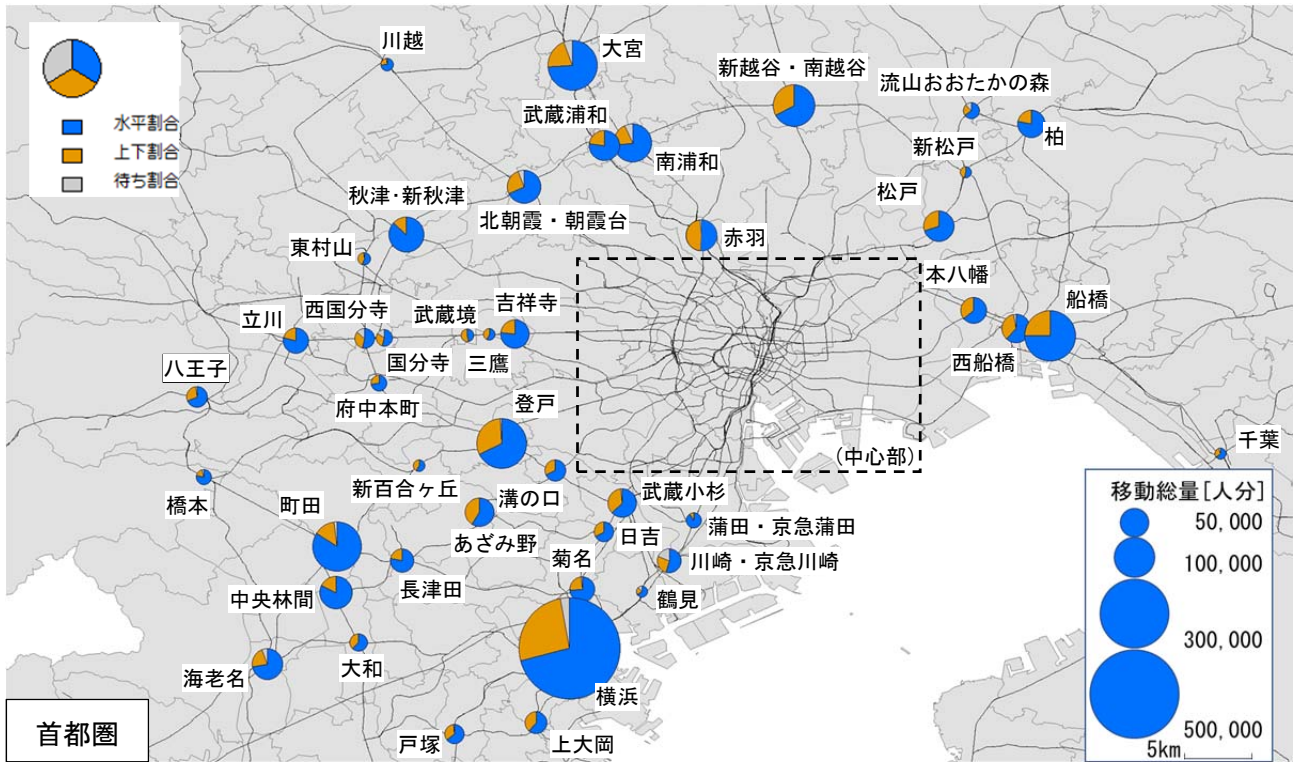 水平割合
上下割合
待ち割合
川越
大宮
新越谷・南越谷
流山おおたかの森
柏
武蔵浦和
南浦和
新松戸
松戸
秋津・新秋津
北朝霞・朝霞台
東村山
赤羽
本八幡
船橋
西船橋
立川
西国分寺
武蔵境
吉祥寺
国分寺
三鷹
八王子
府中本町
登戸
(中心部)
千葉
新百合ヶ丘
溝の口
武蔵小杉
橋本
町田
あざみ野
日吉
蒲田・京急蒲田
菊名
川崎・京急川崎
長津田
中央林間
鶴見
大和
海老名
横浜
戸塚
上大岡
首都圏
移動総量[人分]
50,000
100,000
300,000
500,000
5km